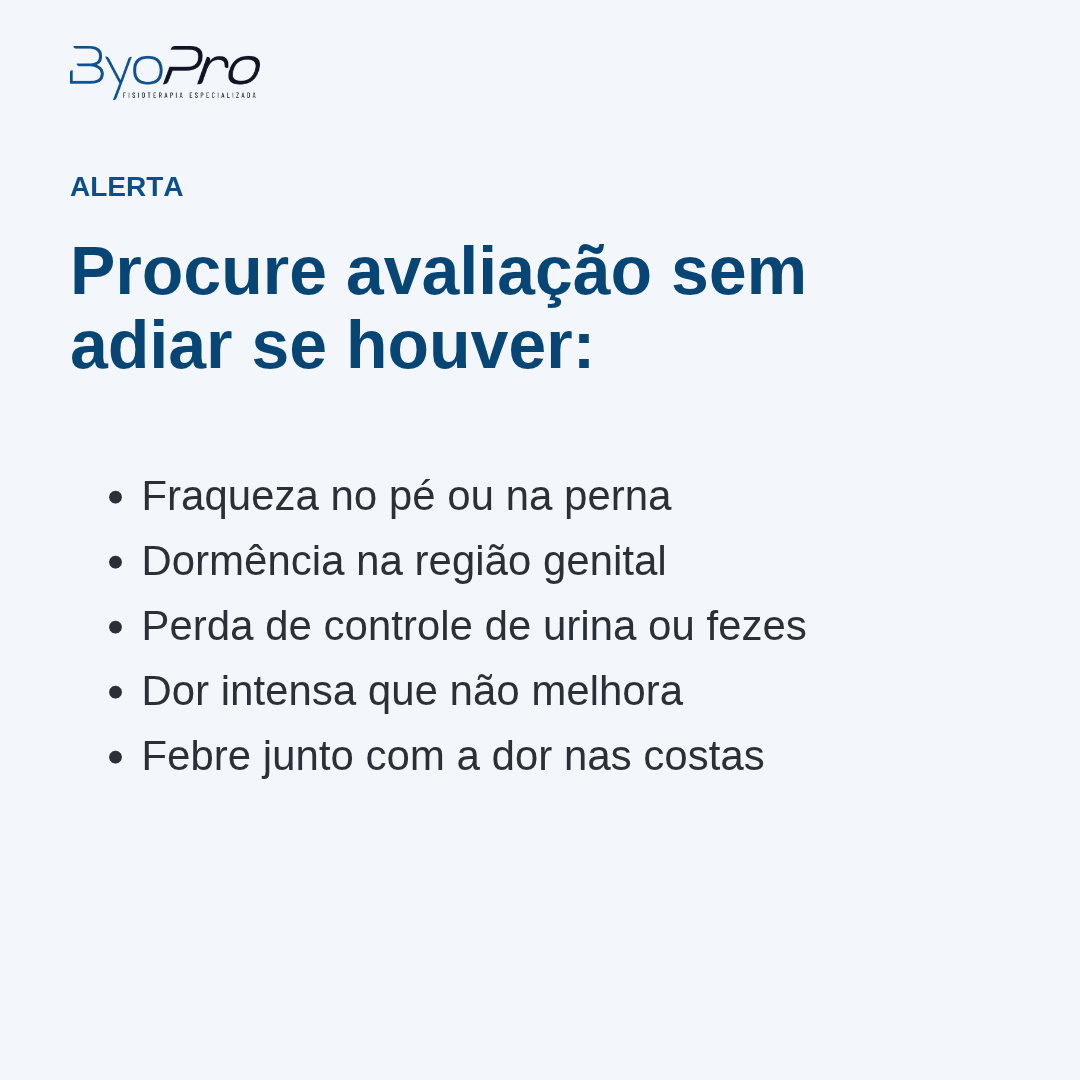 ByoPro
FISIOTERAPIA ESPECIALIZADA
ALERTA
Procure avaliação sem
adiar se houver:
• Fraqueza no pé ou na perna
• Dormência na região genital
• Perda de controle de urina ou fezes
• Dor intensa que não melhora
• Febre junto com a dor nas costas